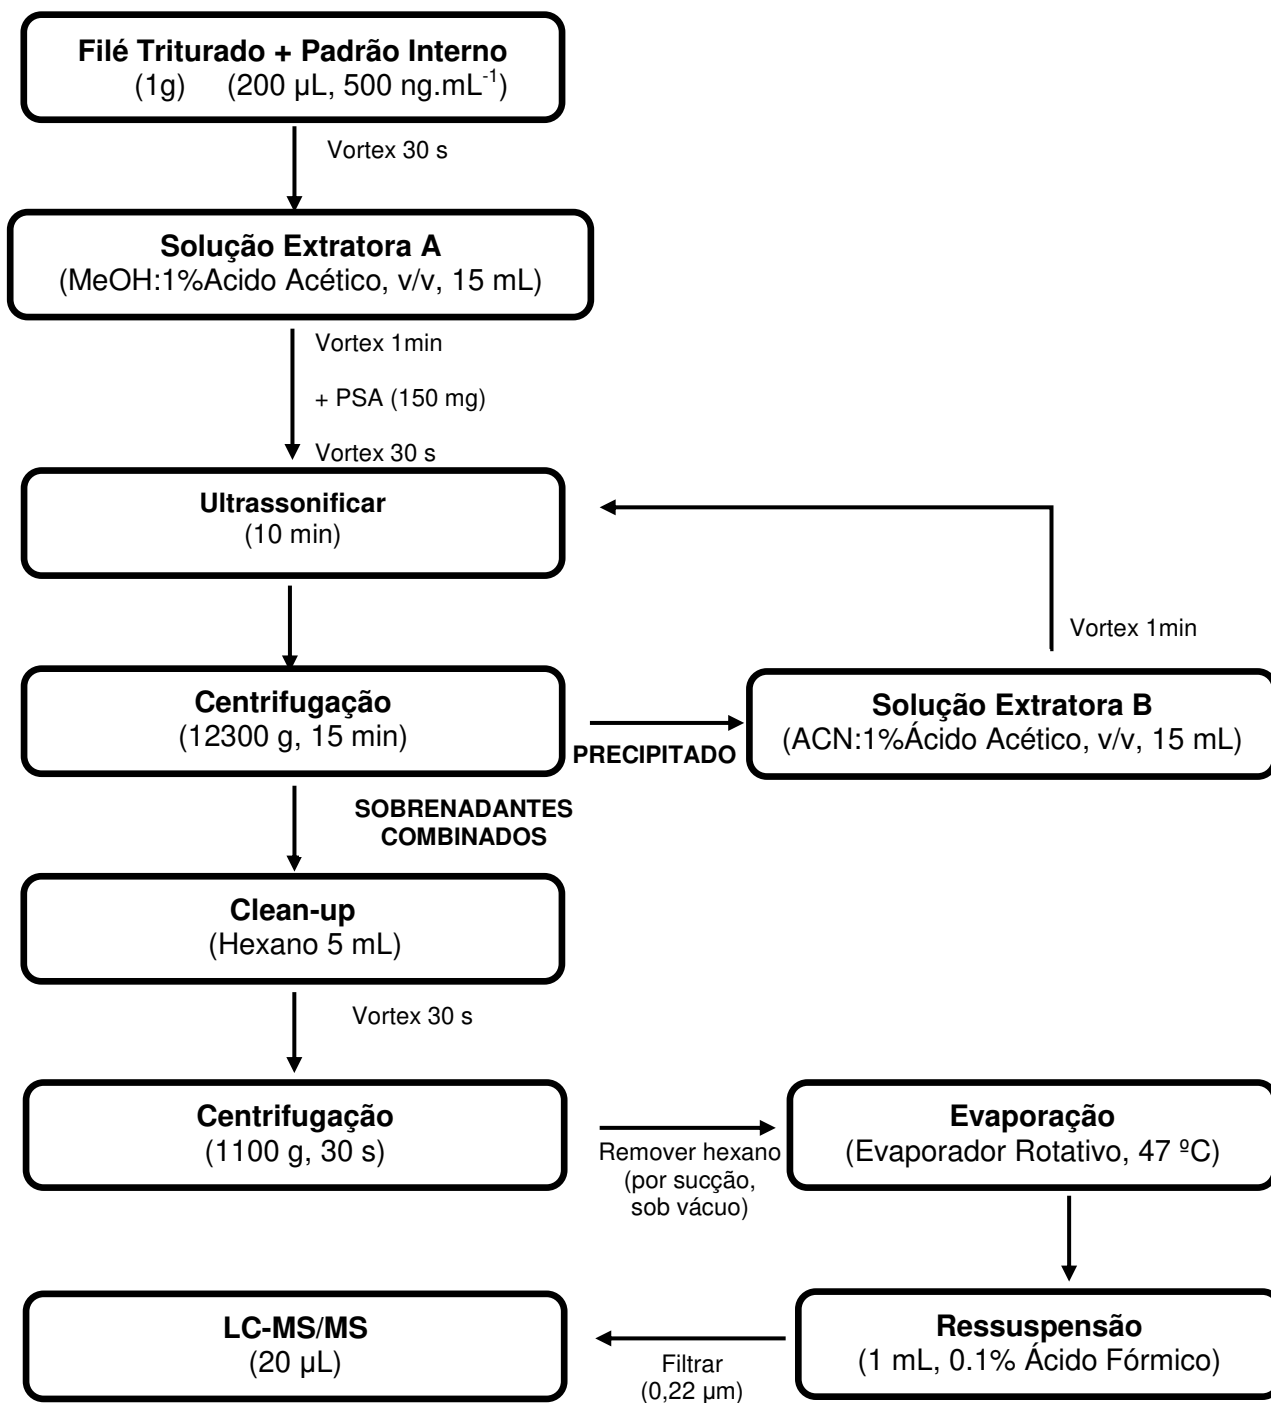 Filé Triturado + Padrão Interno
(1g) (200 µL, 500 ng.mL⁻¹)
Vortex 30 s
Solução Extratora A
(MeOH:1%Acido Acético, v/v, 15 mL)
Vortex 1min
+ PSA (150 mg)
Vortex 30 s
Ultrassonificar
(10 min)
Vortex 1min
Centrifugação
(12300 g, 15 min)
PRECIPITADO
Solução Extratora B
(ACN:1%Ácido Acético, v/v, 15 mL)
SOBRENADANTES
COMBINADOS
Clean-up
(Hexano 5 mL)
Vortex 30 s
Centrifugação
(1100 g, 30 s)
Remover hexano
(por sucção,
sob vácuo)
Evaporação
(Evaporador Rotativo, 47 ºC)
Ressuspensão
(1 mL, 0.1% Ácido Fórmico)
Filtrar
(0,22 µm)
LC-MS/MS
(20 µL)